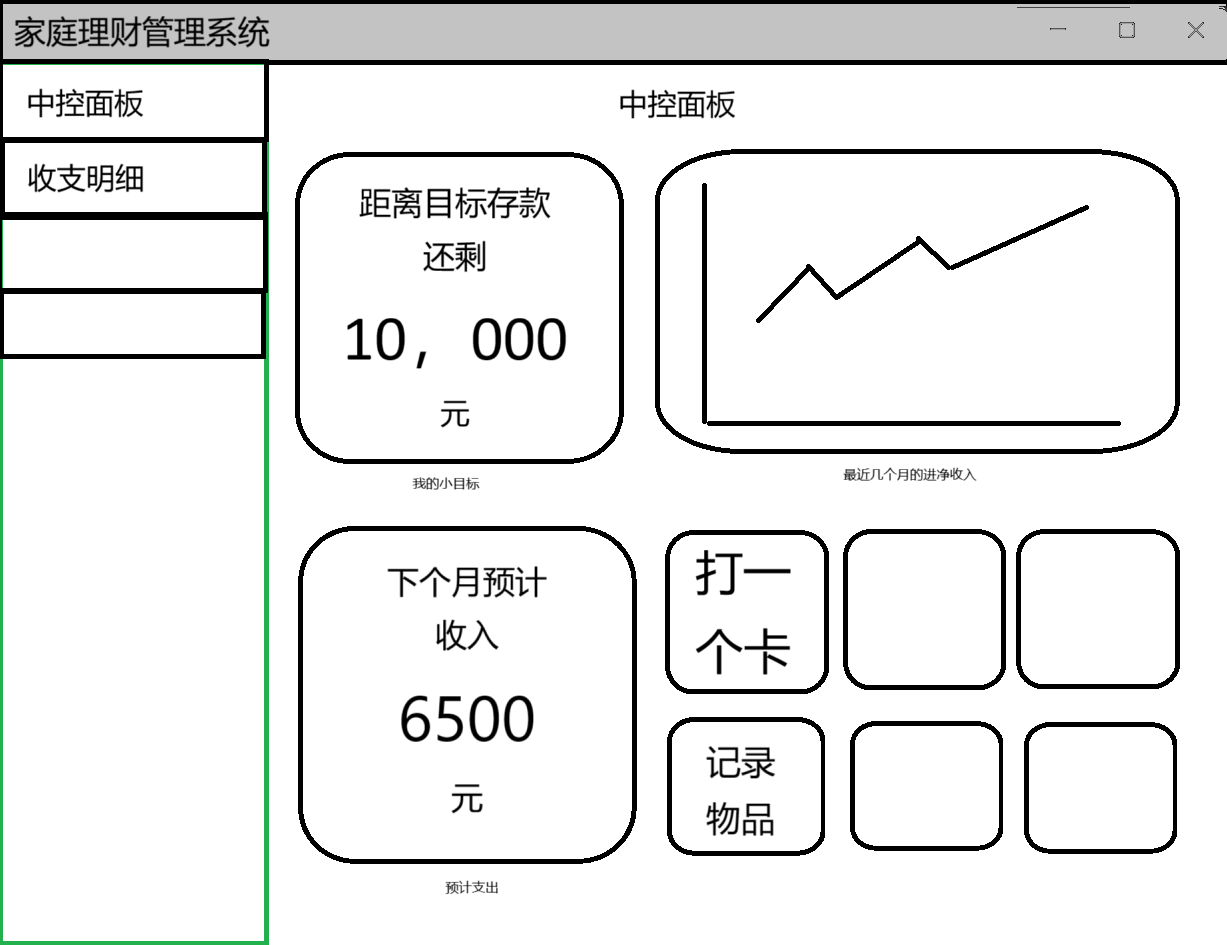 家庭理财管理系统
中控面板
收支明细
中控面板
距离目标存款
还剩
10，000
元
我的小目标
最近几个月的进净收入
下个月预计
收入
6500
元
预计支出
打一
个卡
记录
物品